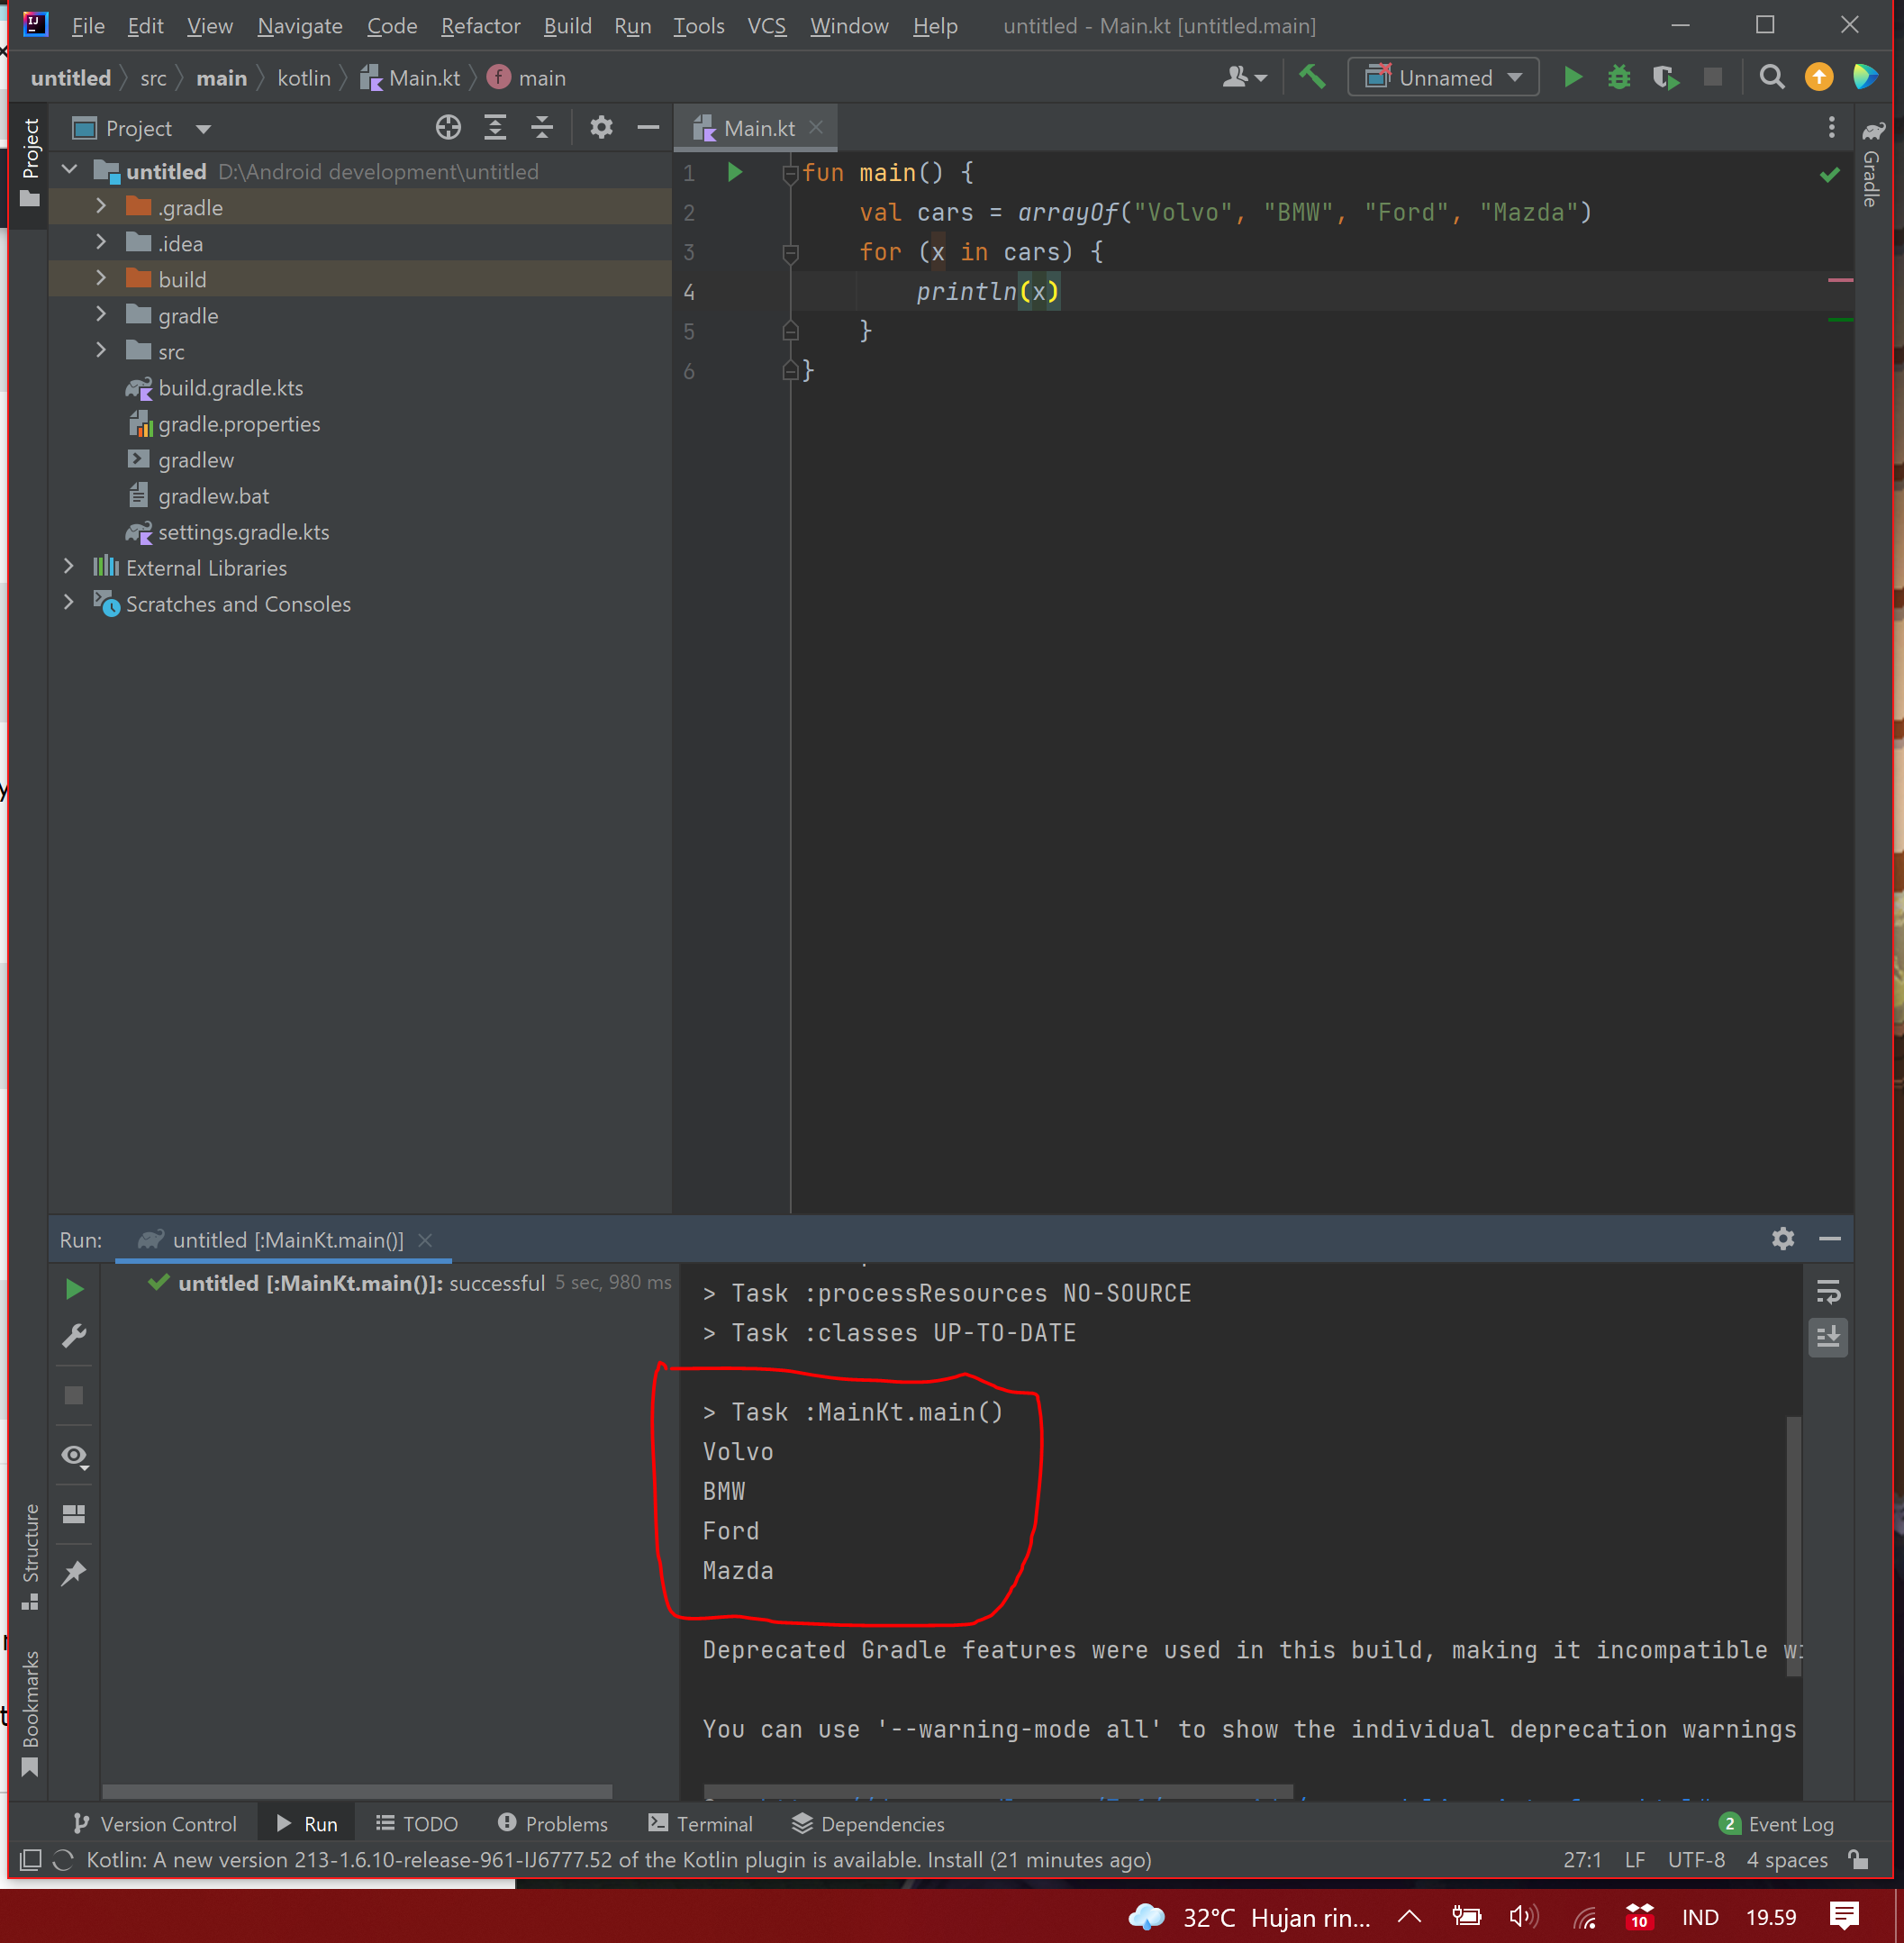 File Edit View Navigate Code Refactor Build Run Tools VCS Window Help untitled - Main.kt [untitled.main]
untitled src main kotlin Main.kt main
Unnamed
Project
Project
Main.kt
Gradle
untitled D:\Android development\untitled
.gradle
.idea
build
gradle
src
build.gradle.kts
gradle.properties
gradlew
gradlew.bat
settings.gradle.kts
External Libraries
Scratches and Consoles
1 fun main() {
2 val cars = arrayOf("Volvo", "BMW", "Ford", "Mazda")
3 for (x in cars) {
4 println(x)
5 }
6 }
Run: untitled [:MainKt.main()]
untitled [:MainKt.main()]: successful 5 sec, 980 ms
> Task :processResources NO-SOURCE
> Task :classes UP-TO-DATE
> Task :MainKt.main()
Volvo
BMW
Ford
Mazda
Deprecated Gradle features were used in this build, making it incompatible
You can use '--warning-mode all' to show the individual deprecation warnings
Structure
Bookmarks
Version Control Run TODO Problems Terminal Dependencies 2 Event Log
Kotlin: A new version 213-1.6.10-release-961-IJ6777.52 of the Kotlin plugin is available. Install (21 minutes ago) 27:1 LF UTF-8 4 spaces
32°C Hujan rin... 10 IND 19.59